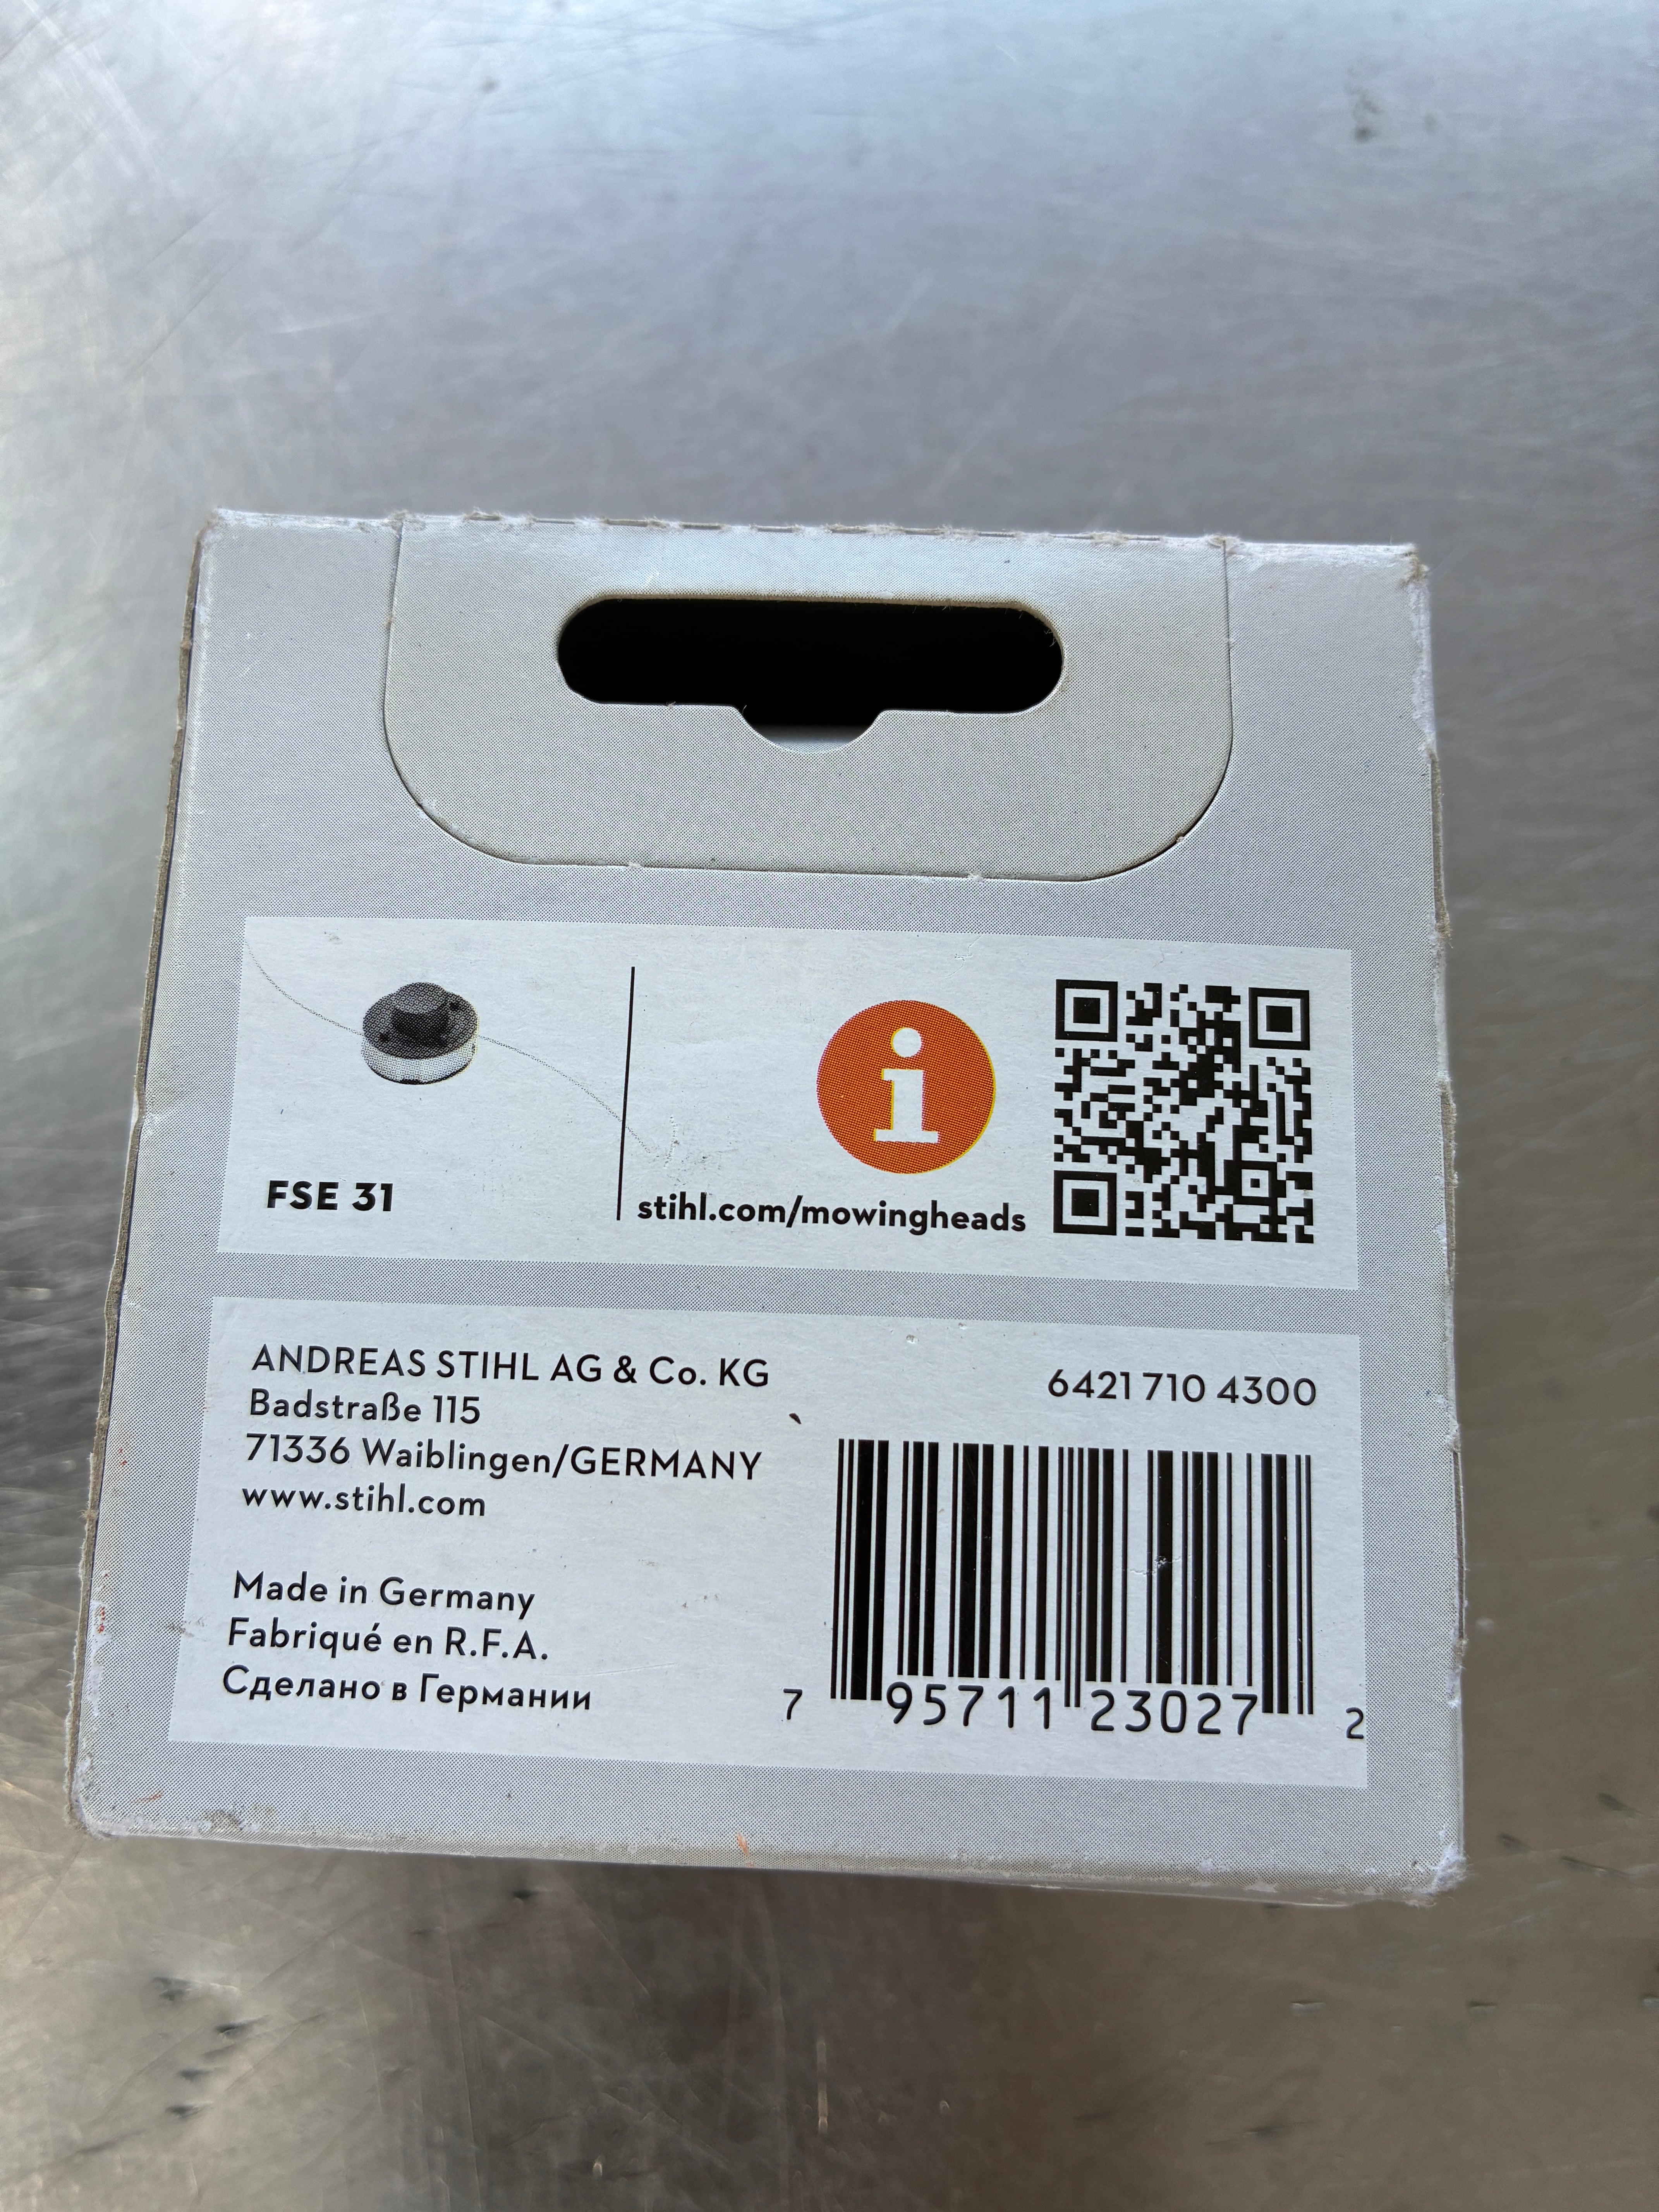 FSE 31
i
stihl.com/mowingheads
ANDREAS STIHL AG & Co. KG
Badstraße 115
71336 Waiblingen/GERMANY
www.stihl.com
Made in Germany
Fabriqué en R.F.A.
Сделано в Германии
6421 710 4300
7 95711 23027 2